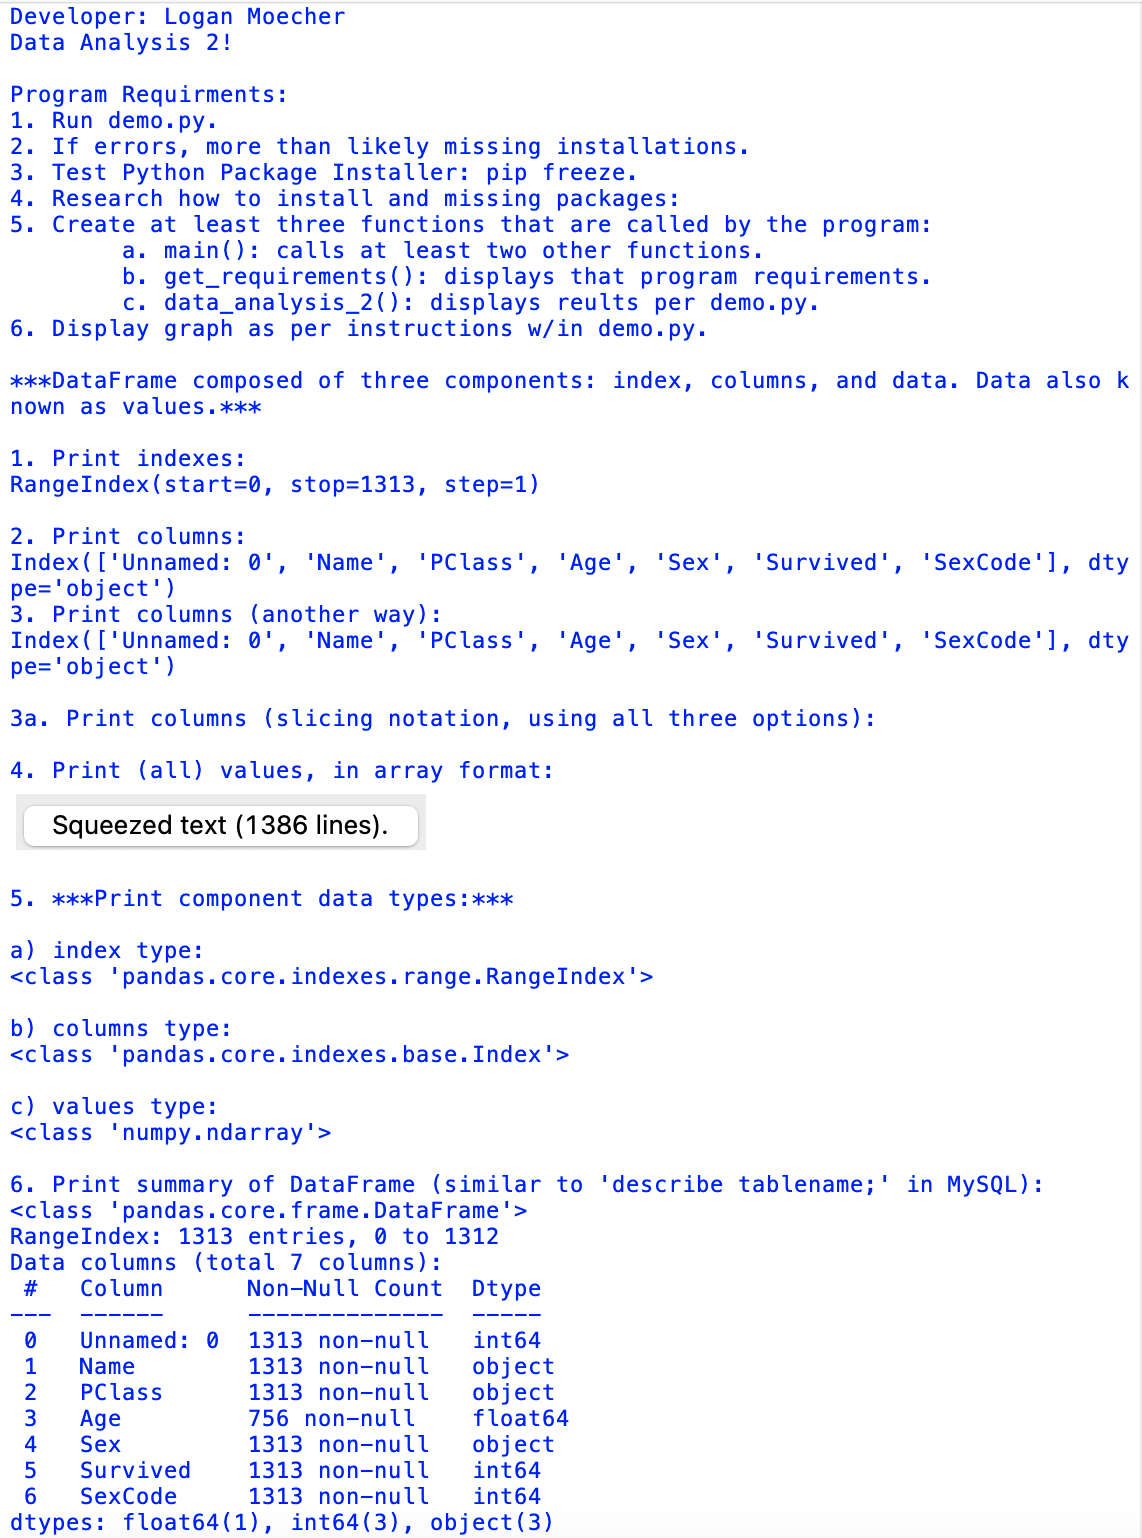 Developer: Logan Moecher
Data Analysis 2!
Program Requirments:
1. Run demo.py.
2. If errors, more than likely missing installations.
3. Test Python Package Installer: pip freeze.
4. Research how to install and missing packages:
5. Create at least three functions that are called by the program:
a. main(): calls at least two other functions.
b. get_requirements(): displays that program requirements.
c. data_analysis_2(): displays reults per demo.py.
6. Display graph as per instructions w/in demo.py.
***DataFrame composed of three components: index, columns, and data. Data also k
nown as values.***
1. Print indexes:
RangeIndex(start=0, stop=1313, step=1)
2. Print columns:
Index(['Unnamed: 0', 'Name', 'PClass', 'Age', 'Sex', 'Survived', 'SexCode'], dty
pe='object')
3. Print columns (another way):
Index(['Unnamed: 0', 'Name', 'PClass', 'Age', 'Sex', 'Survived', 'SexCode'], dty
pe='object')
3a. Print columns (slicing notation, using all three options):
4. Print (all) values, in array format:
Squeezed text (1386 lines).
5. ***Print component data types:***
a) index type:
<class 'pandas.core.indexes.range.RangeIndex'>
b) columns type:
<class 'pandas.core.indexes.base.Index'>
c) values type:
<class 'numpy.ndarray'>
6. Print summary of DataFrame (similar to 'describe tablename;' in MySQL):
<class 'pandas.core.frame.DataFrame'>
RangeIndex: 1313 entries, 0 to 1312
Data columns (total 7 columns):
#   Column      Non-Null Count  Dtype
---  ------      --------------  -----
0   Unnamed: 0  1313 non-null   int64
1   Name        1313 non-null   object
2   PClass      1313 non-null   object
3   Age         756 non-null    float64
4   Sex         1313 non-null   object
5   Survived    1313 non-null   int64
6   SexCode     1313 non-null   int64
dtypes: float64(1), int64(3), object(3)